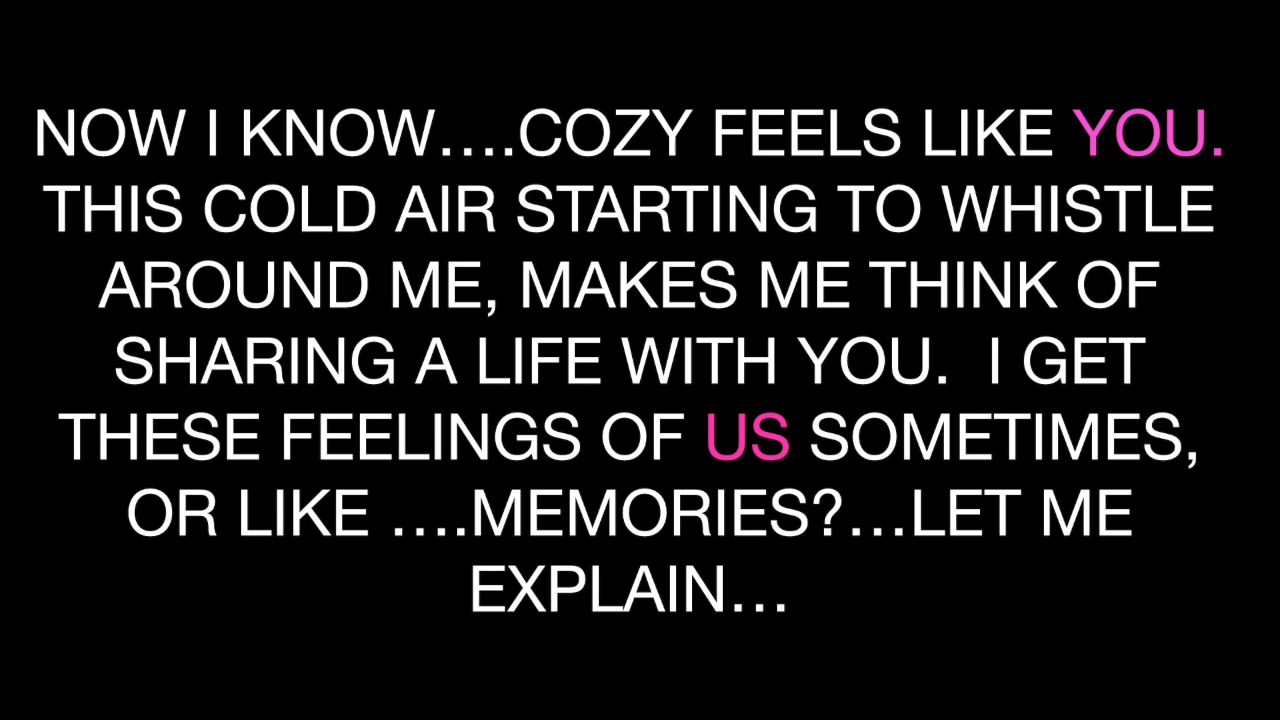 NOW I KNOW....COZY FEELS LIKE YOU.
THIS COLD AIR STARTING TO WHISTLE
AROUND ME, MAKES ME THINK OF
SHARING A LIFE WITH YOU.  I GET
THESE FEELINGS OF US SOMETIMES,
OR LIKE ....MEMORIES?...LET ME
EXPLAIN...